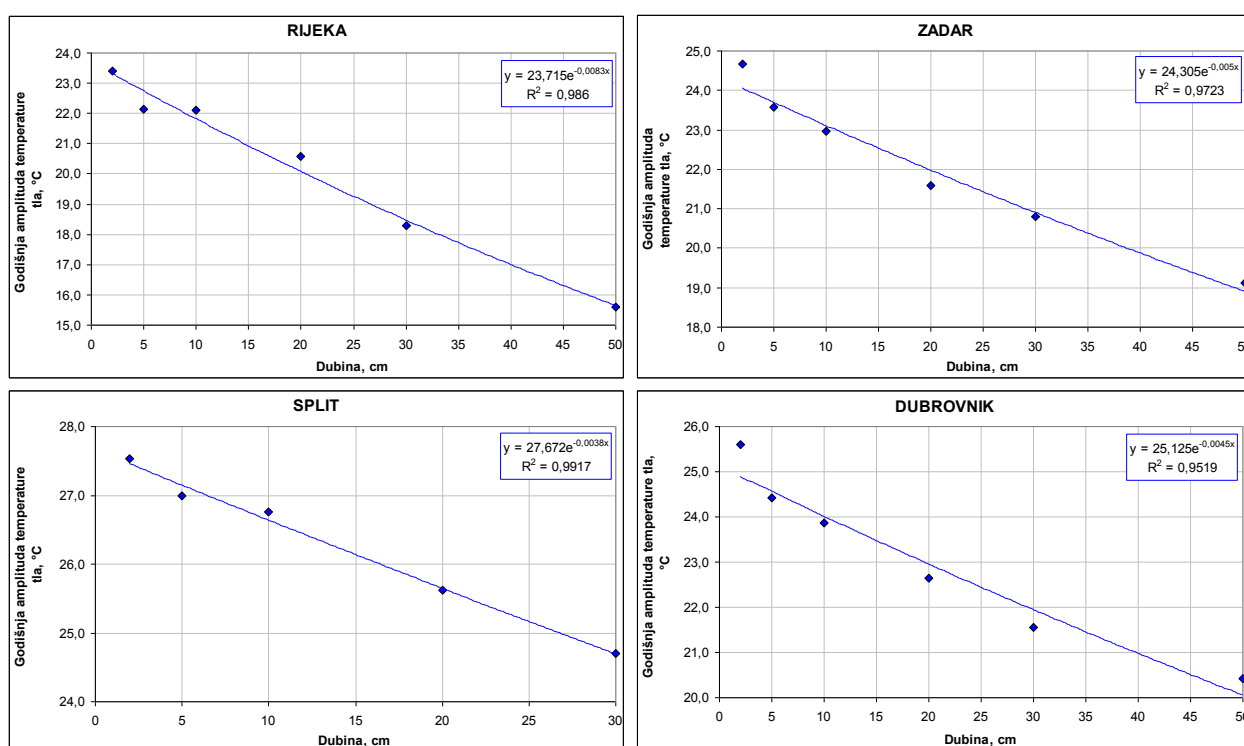 RIJEKA
Godišnja amplituda temperature
tla, °C
24,0
23,0
22,0
21,0
20,0
19,0
18,0
17,0
16,0
15,0
y = 23,715e^-0,0083x
R² = 0,986
0 5 10 15 20 25 30 35 40 45 50
Dubina, cm
ZADAR
Godišnja amplituda
temperature tla, °C
25,0
24,0
23,0
22,0
21,0
20,0
19,0
18,0
y = 24,305e^-0,005x
R² = 0,9723
0 5 10 15 20 25 30 35 40 45
Dubina, cm
SPLIT
Godišnja amplituda temperature
tla, °C
28,0
27,0
26,0
25,0
24,0
y = 27,672e^-0,0038x
R² = 0,9917
0 5 10 15 20 25 30
Dubina, cm
DUBROVNIK
Godišnja amplituda temperature tla,
°C
26,0
25,0
24,0
23,0
22,0
21,0
20,0
y = 25,125e^-0,0045x
R² = 0,9519
0 5 10 15 20 25 30 35 40 45
Dubina, cm